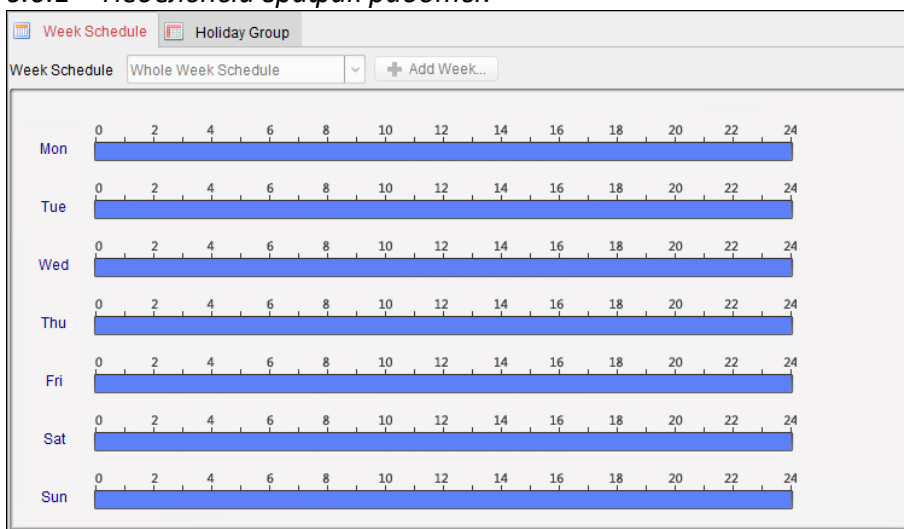 Недельный график работы
Week Schedule Holiday Group
Week Schedule Whole Week Schedule Add Week...
0 2 4 6 8 10 12 14 16 18 20 22 24
Mon
0 2 4 6 8 10 12 14 16 18 20 22 24
Tue
0 2 4 6 8 10 12 14 16 18 20 22 24
Wed
0 2 4 6 8 10 12 14 16 18 20 22 24
Thu
0 2 4 6 8 10 12 14 16 18 20 22 24
Fri
0 2 4 6 8 10 12 14 16 18 20 22 24
Sat
0 2 4 6 8 10 12 14 16 18 20 22 24
Sun